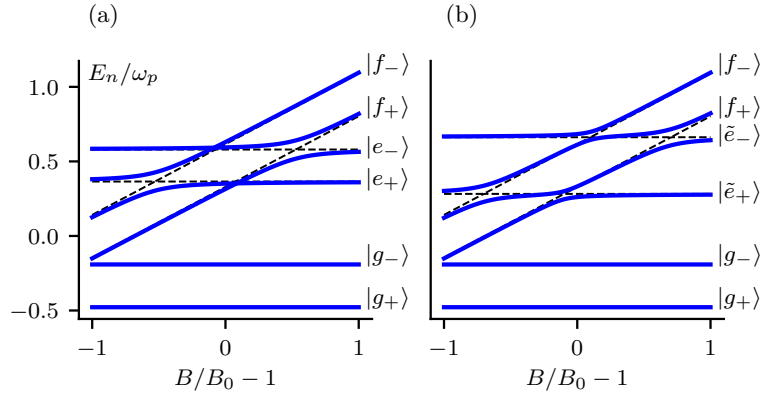 (a)
E_n/ω_p
1.0
0.5
0.0
−0.5
−1
0
1
B/B_0 − 1
|f_−⟩
|f_+⟩
|e_−⟩
|e_+⟩
|g_−⟩
|g_+⟩
(b)
−1
0
1
B/B_0 − 1
|f_−⟩
|f_+⟩
|ẽ_−⟩
|ẽ_+⟩
|g_−⟩
|g_+⟩